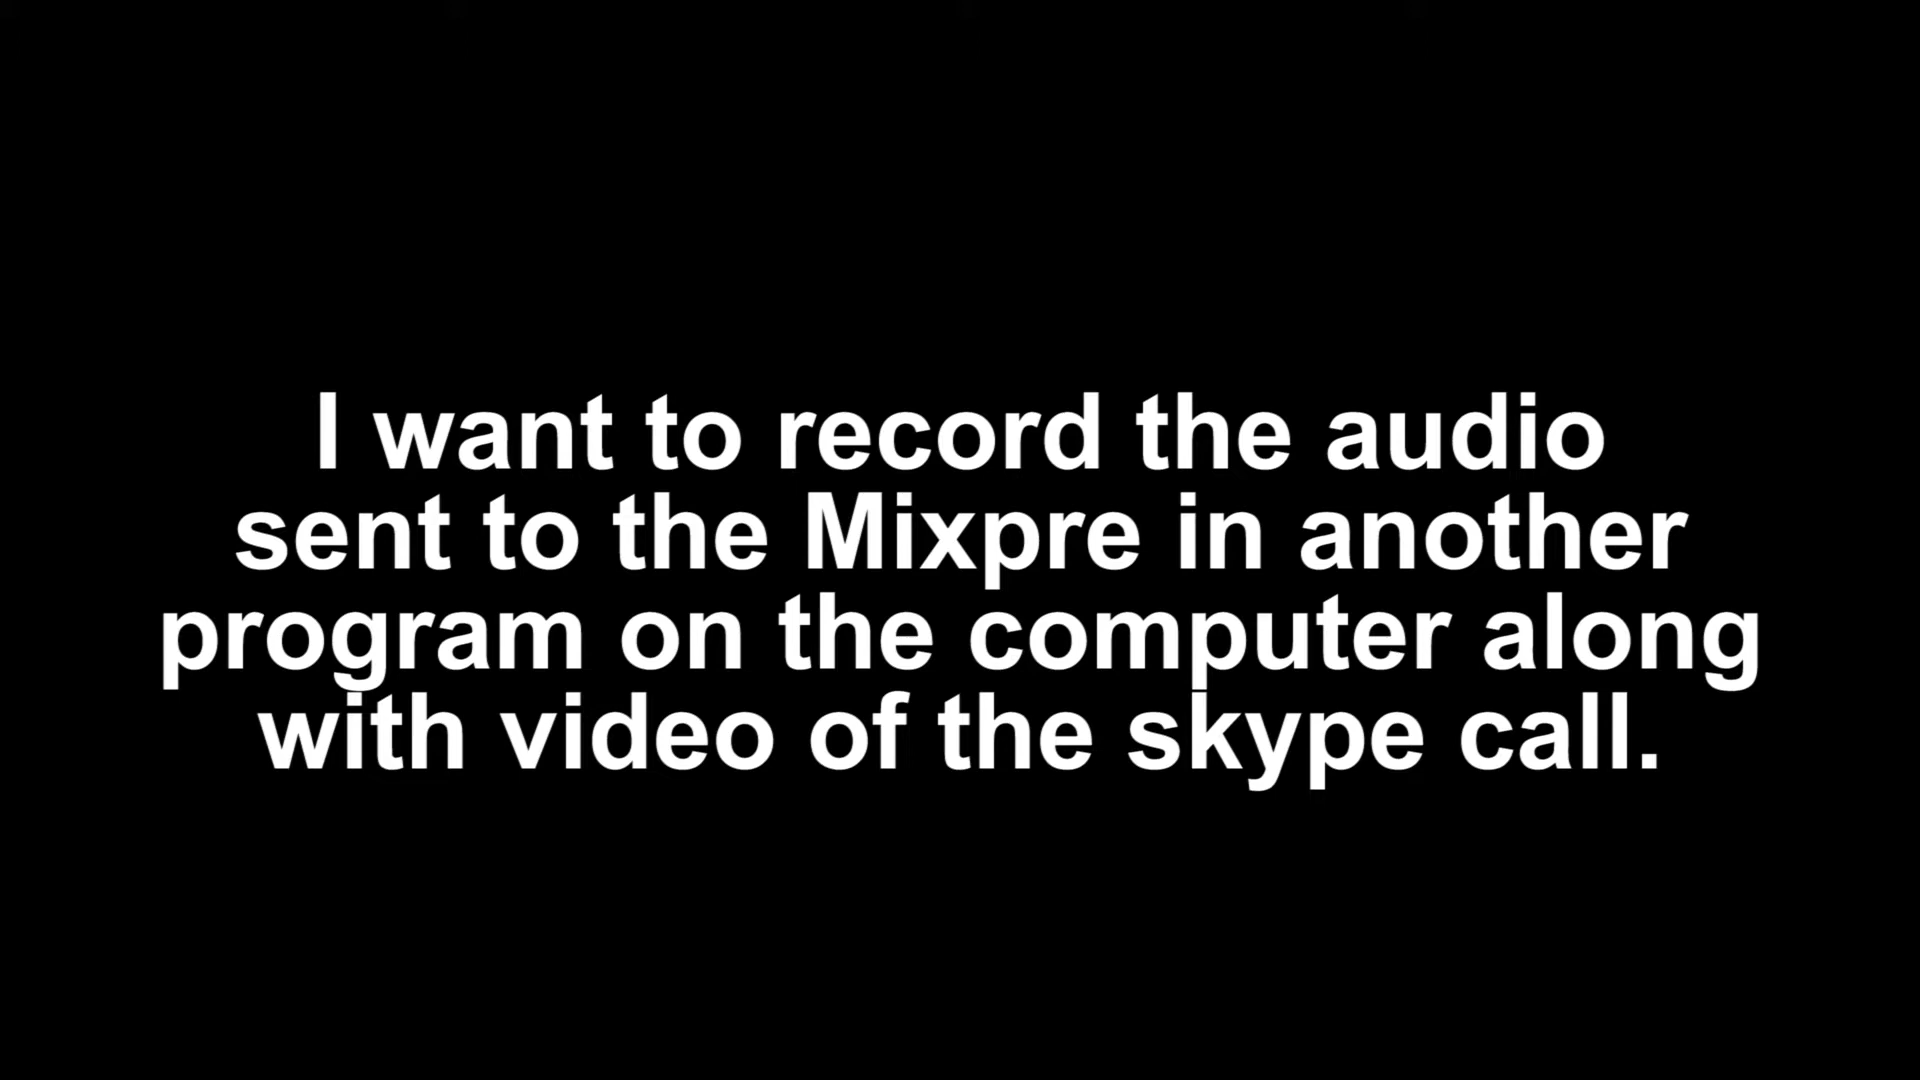 I want to record the audio
sent to the Mixpre in another
program on the computer along
with video of the skype call.